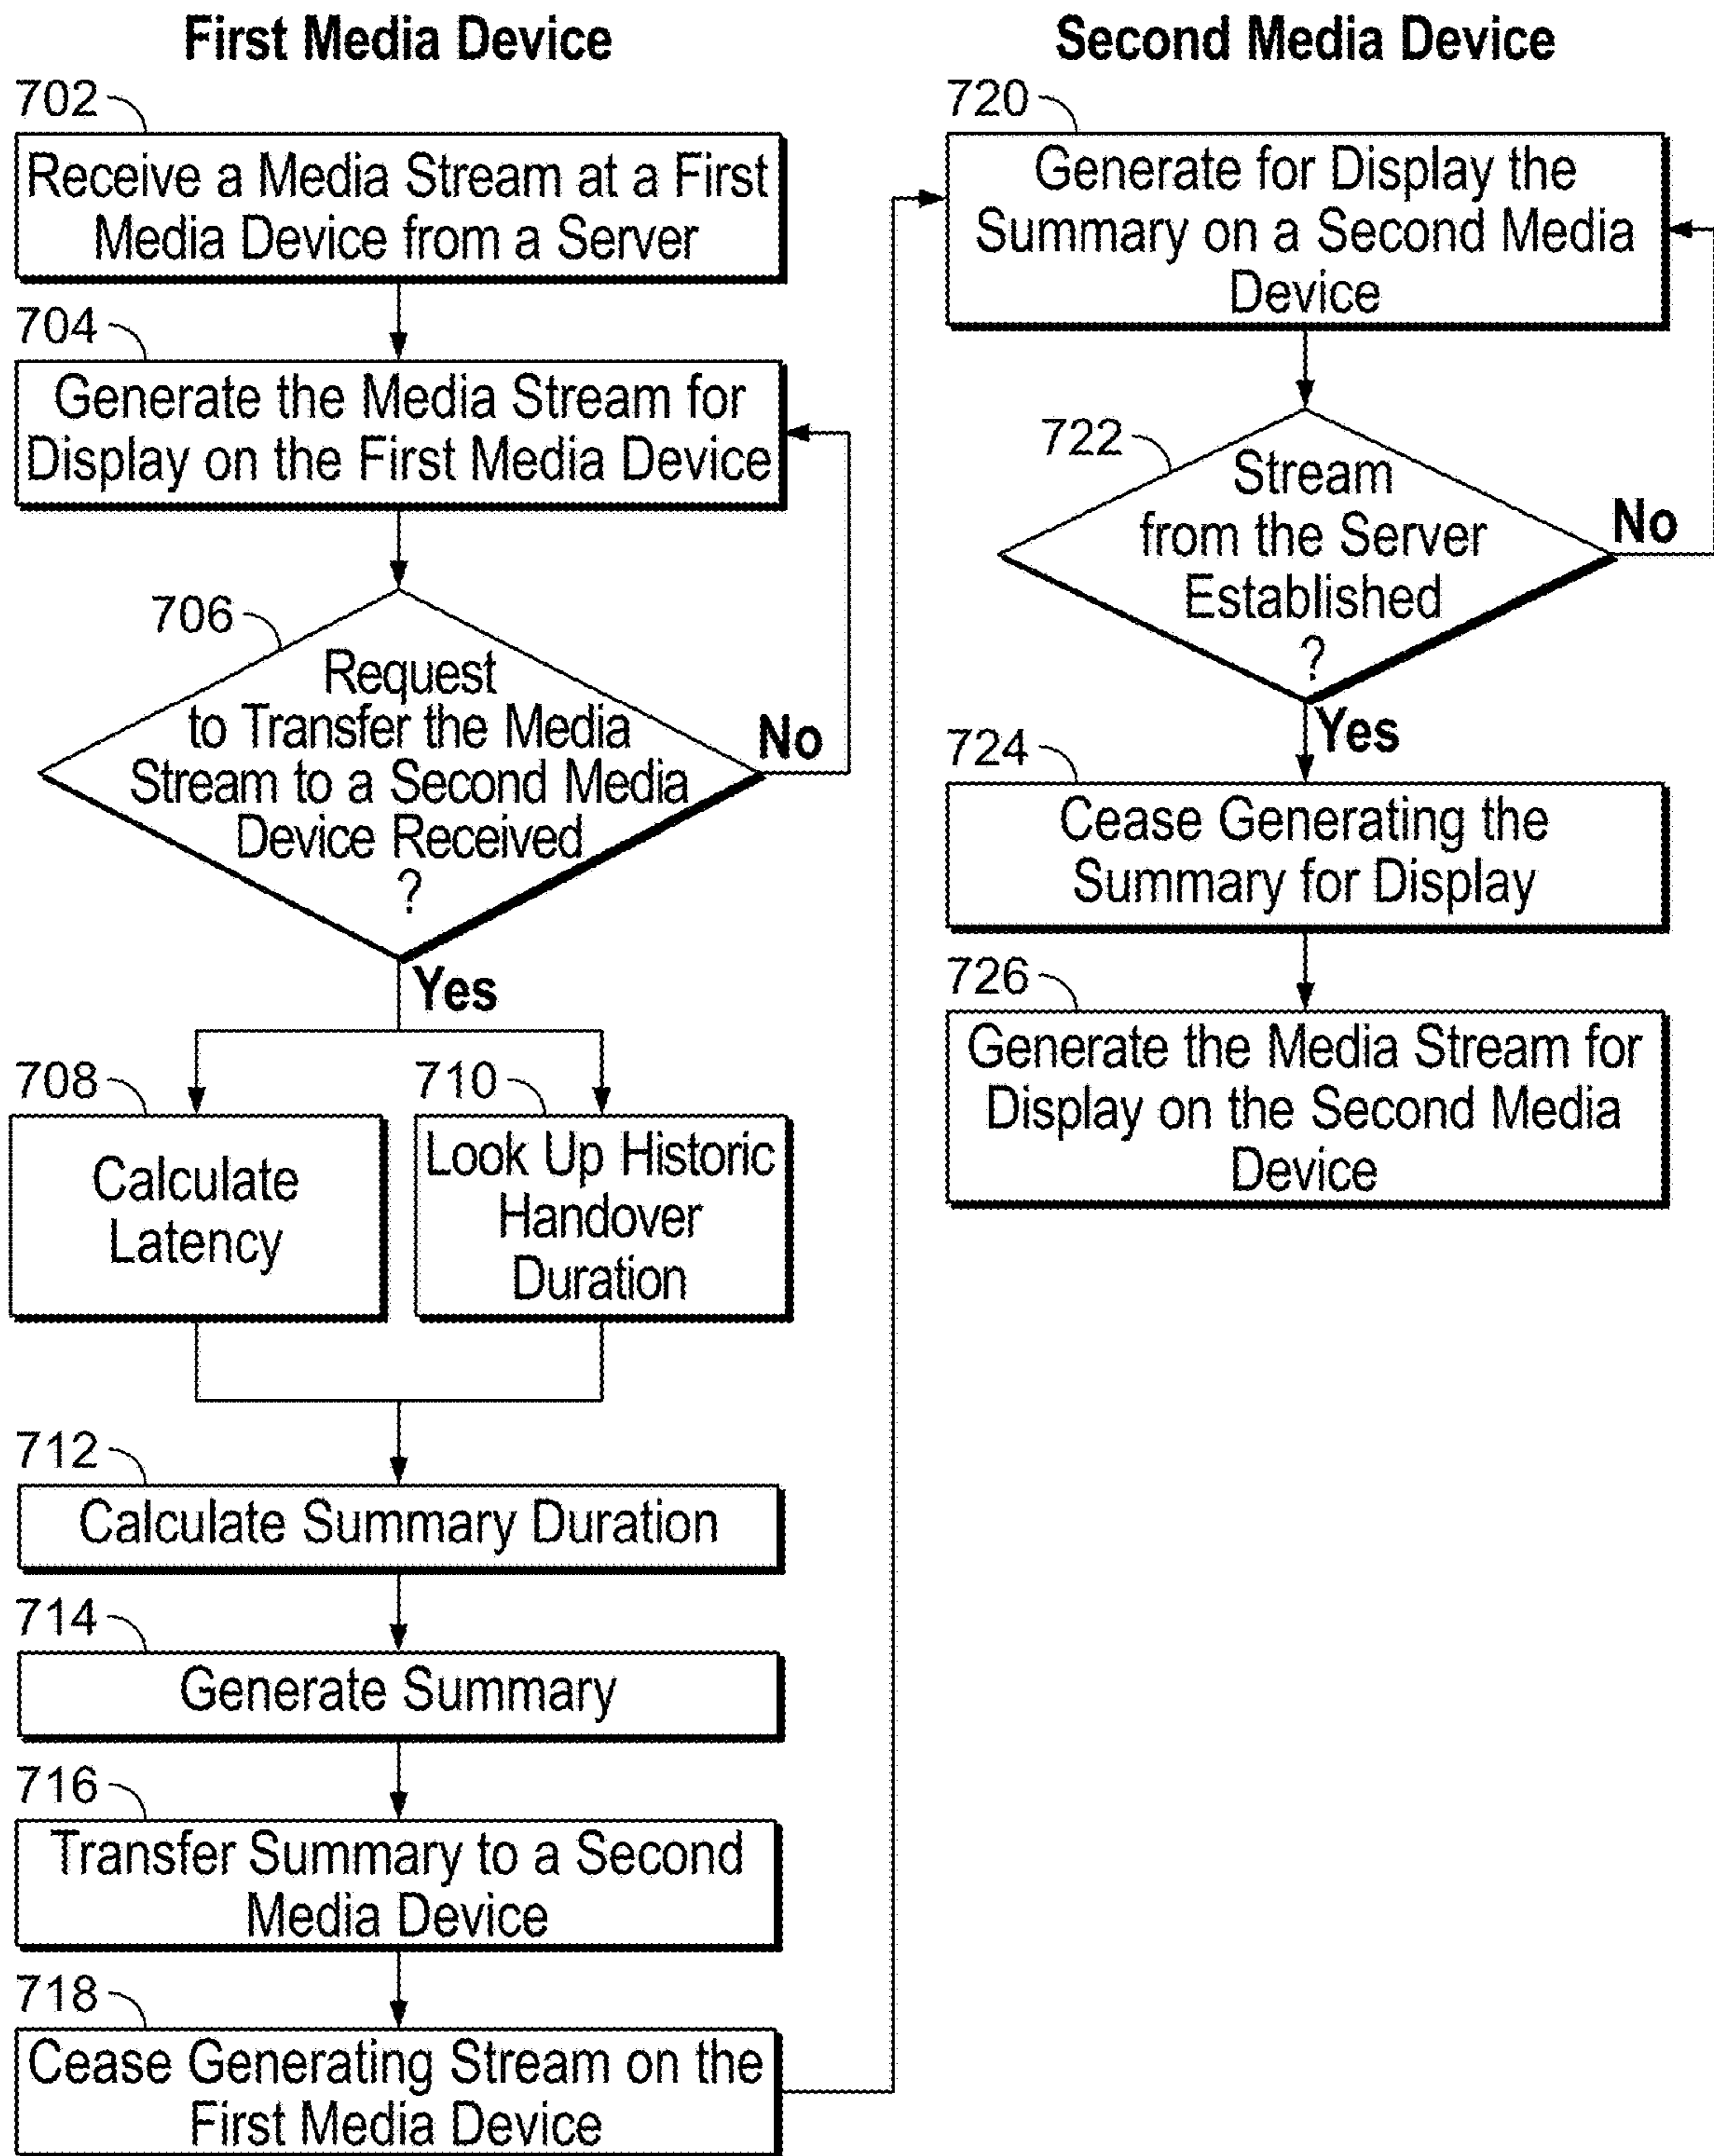 First Media Device
702
Receive a Media Stream at a First
Media Device from a Server
704
Generate the Media Stream for
Display on the First Media Device
706
Request
to Transfer the Media
Stream to a Second Media
Device Received
?
No
Yes
708
Calculate
Latency
710
Look Up Historic
Handover
Duration
712
Calculate Summary Duration
714
Generate Summary
716
Transfer Summary to a Second
Media Device
718
Cease Generating Stream on the
First Media Device
Second Media Device
720
Generate for Display the
Summary on a Second Media
Device
722
Stream
from the Server
Established
?
No
Yes
724
Cease Generating the
Summary for Display
726
Generate the Media Stream for
Display on the Second Media
Device